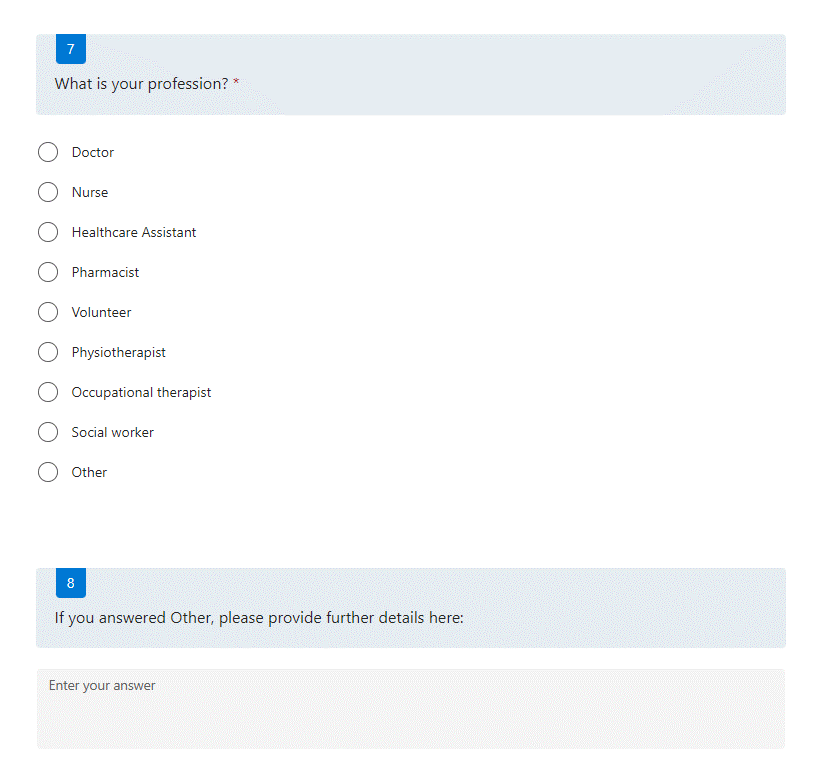 7
What is your profession? *
Doctor
Nurse
Healthcare Assistant
Pharmacist
Volunteer
Physiotherapist
Occupational therapist
Social worker
Other
8
If you answered Other, please provide further details here:
Enter your answer